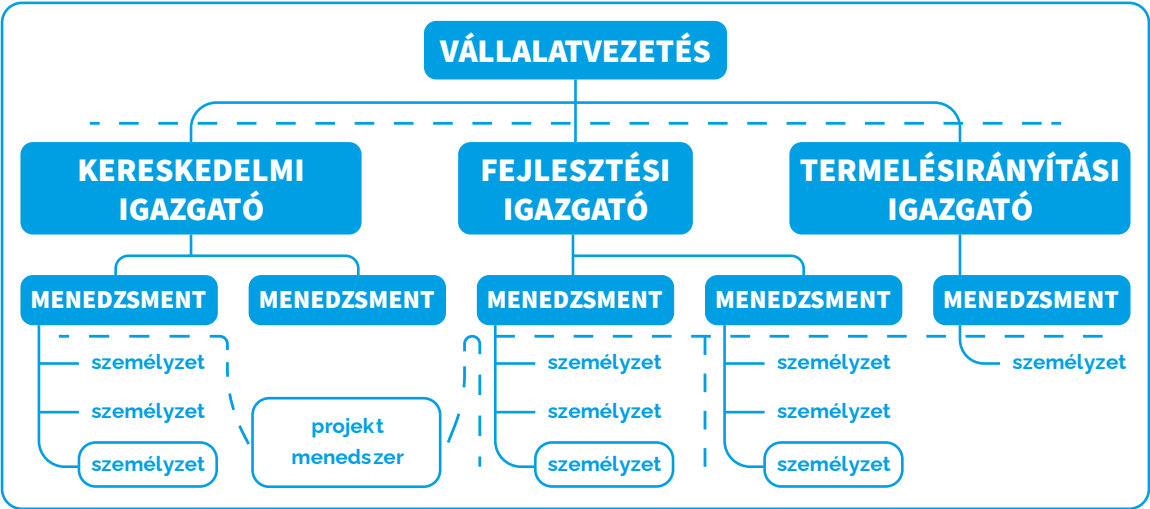 VÁLLALATVEZETÉS
KERESKEDELMI
IGAZGATÓ
FEJLESZTÉSI
IGAZGATÓ
TERMELÉSIRÁNYÍTÁSI
IGAZGATÓ
MENEDZSMENT
MENEDZSMENT
MENEDZSMENT
MENEDZSMENT
MENEDZSMENT
személyzet
személyzet
személyzet
projekt
menedszer
személyzet
személyzet
személyzet
személyzet
személyzet
személyzet
személyzet